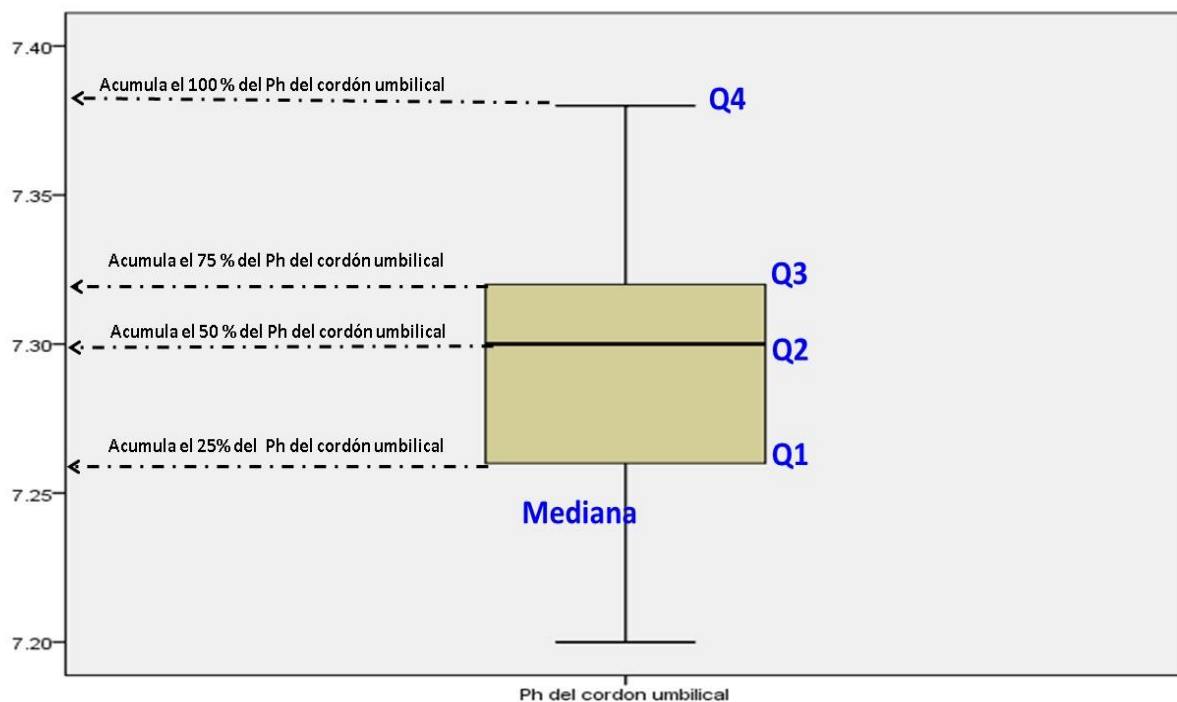 7.40
Acumula el 100 % del Ph del cordón umbilical
Q4
7.35
Acumula el 75 % del Ph del cordón umbilical
Q3
Acumula el 50 % del Ph del cordón umbilical
7.30
Q2
Acumula el 25% del Ph del cordón umbilical
Q1
7.25
Mediana
7.20
Ph del cordon umbilical